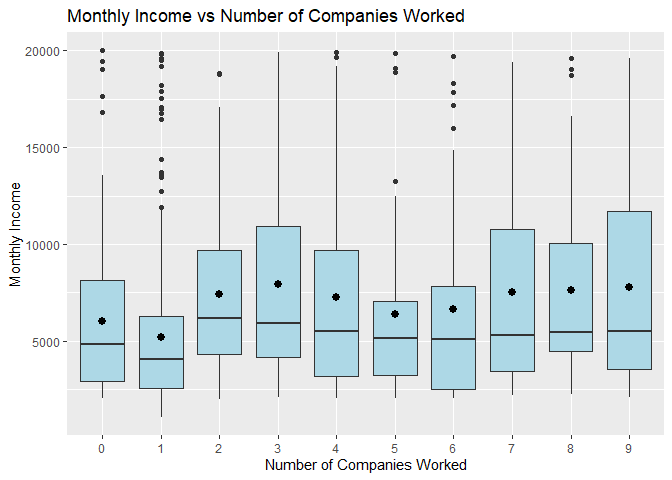 Monthly Income vs Number of Companies Worked
20000
15000
10000
5000
Monthly Income
0 1 2 3 4 5 6 7 8 9
Number of Companies Worked